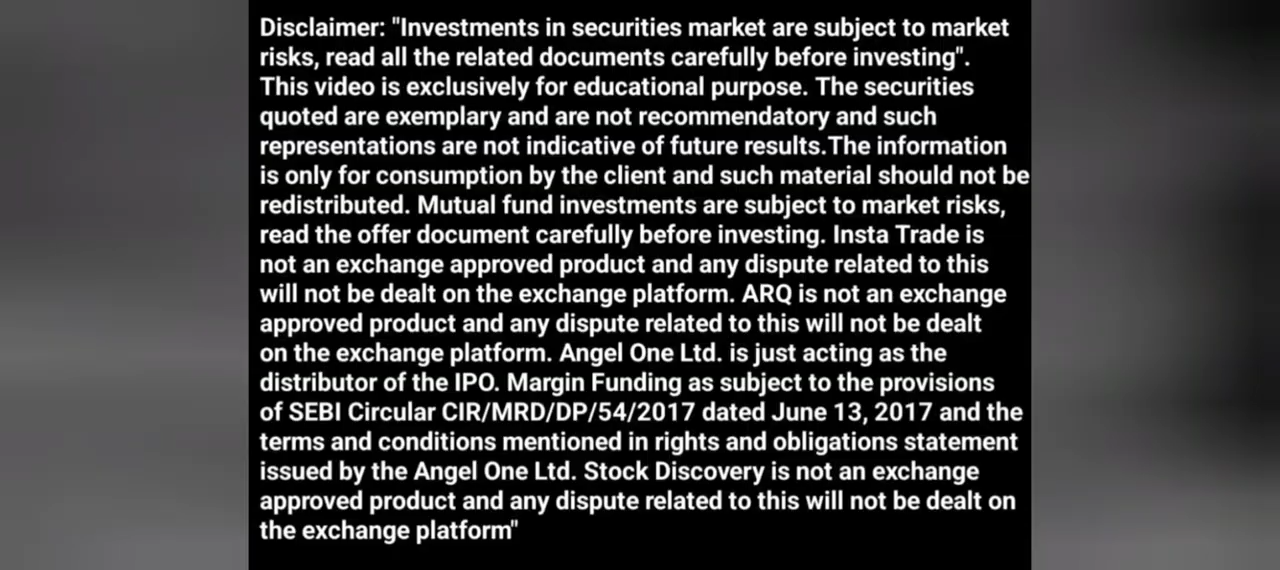 Disclaimer: "Investments in securities market are subject to market
risks, read all the related documents carefully before investing".
This video is exclusively for educational purpose. The securities
quoted are exemplary and are not recommendatory and such
representations are not indicative of future results.The information
is only for consumption by the client and such material should not be
redistributed. Mutual fund investments are subject to market risks,
read the offer document carefully before investing. Insta Trade is
not an exchange approved product and any dispute related to this
will not be dealt on the exchange platform. ARQ is not an exchange
approved product and any dispute related to this will not be dealt
on the exchange platform. Angel One Ltd. is just acting as the
distributor of the IPO. Margin Funding as subject to the provisions
of SEBI Circular CIR/MRD/DP/54/2017 dated June 13, 2017 and the
terms and conditions mentioned in rights and obligations statement
issued by the Angel One Ltd. Stock Discovery is not an exchange
approved product and any dispute related to this will not be dealt on
the exchange platform"